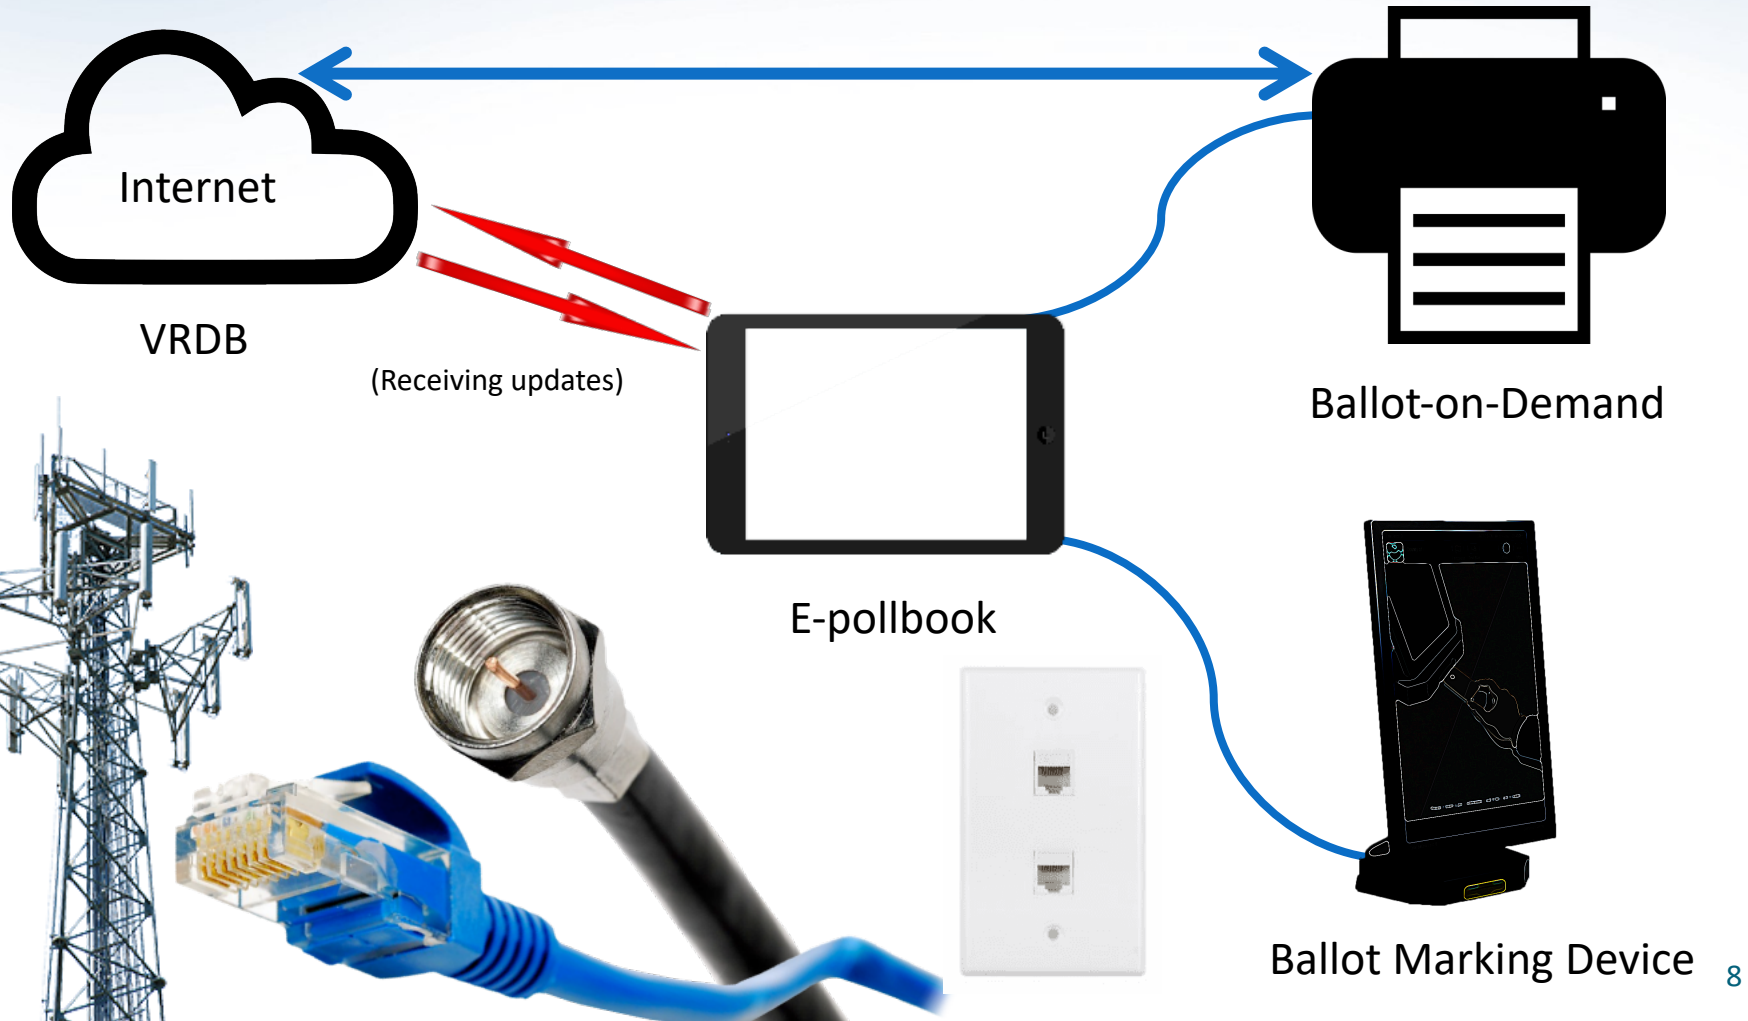 Internet
VRDB
(Receiving updates)
Ballot-on-Demand
E-pollbook
Ballot Marking Device
8